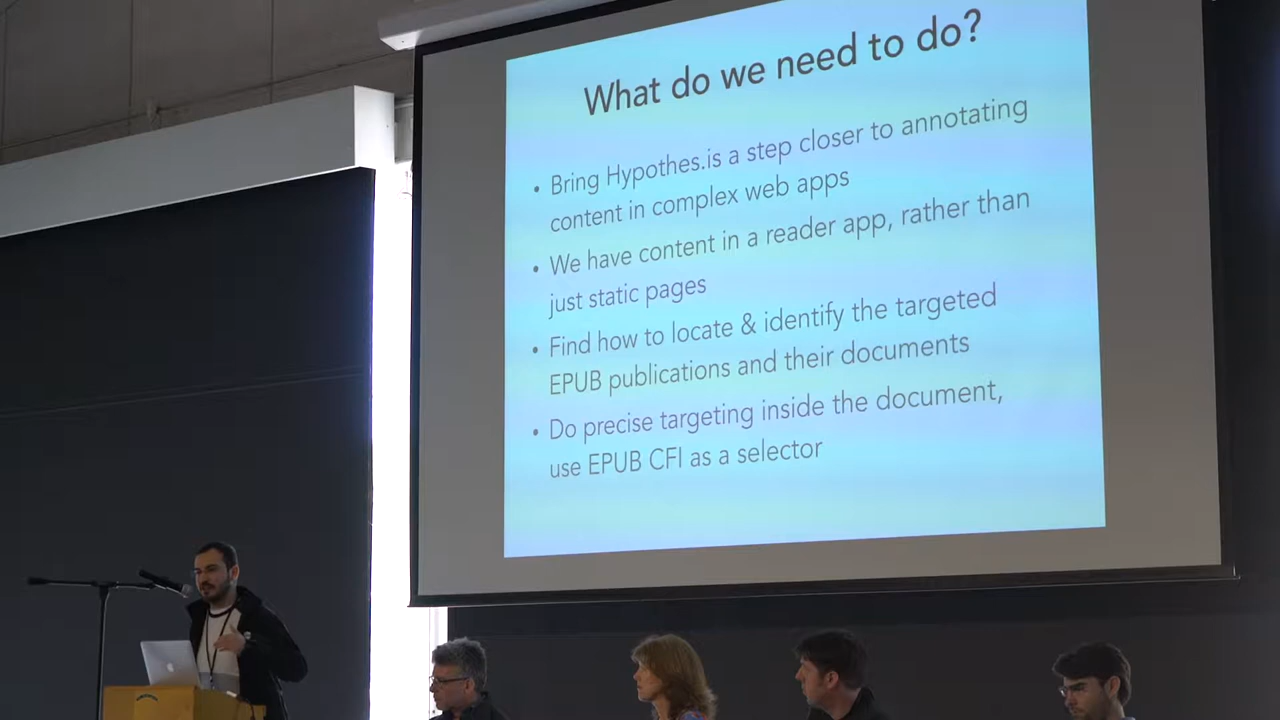 What do we need to do?
• Bring Hypothes.is a step closer to annotating
content in complex web apps
• We have content in a reader app, rather than
just static pages
• Find how to locate & identify the targeted
EPUB publications and their documents
• Do precise targeting inside the document,
use EPUB CFI as a selector